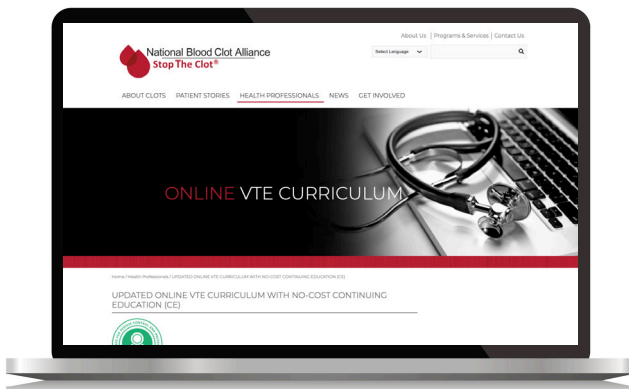 About Us | Programs & Services | Contact Us
National Blood Clot Alliance
Stop The Clot®
Select Language
ABOUT CLOTS PATIENT STORIES HEALTH PROFESSIONALS NEWS GET INVOLVED
ONLINE VTE CURRICULUM
Home / Health Professionals / UPDATED ONLINE VTE CURRICULUM WITH NO-COST CONTINUING EDUCATION (CE)
UPDATED ONLINE VTE CURRICULUM WITH NO-COST CONTINUING
EDUCATION (CE)